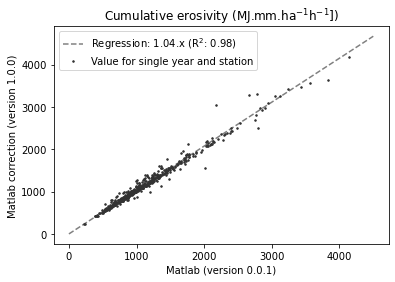 Cumulative erosivity (MJ.mm.ha⁻¹h⁻¹])
Regression: 1.04.x (R²: 0.98)
Value for single year and station
Matlab correction (version 1.0.0)
4000
3000
2000
1000
0
0 1000 2000 3000 4000
Matlab (version 0.0.1)